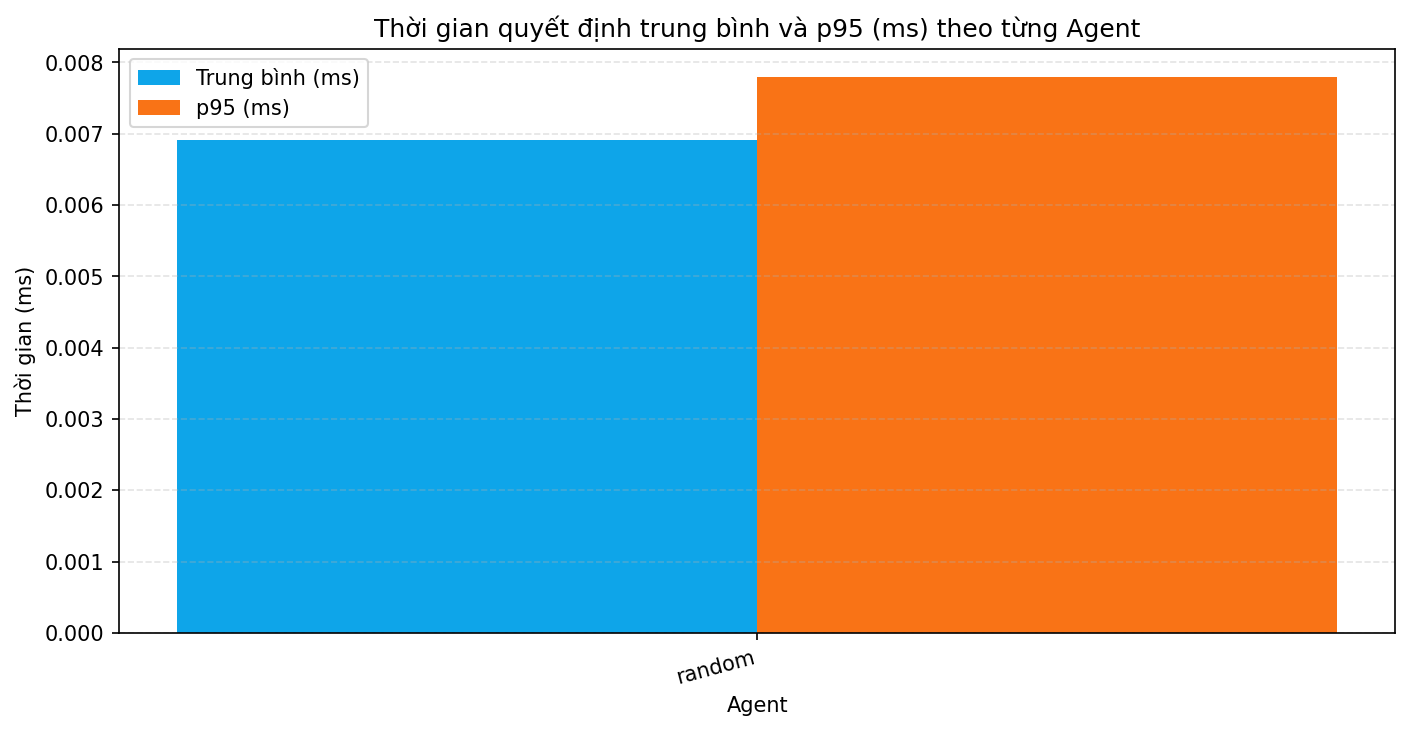 Thời gian quyết định trung bình và p95 (ms) theo từng Agent
Trung bình (ms)
p95 (ms)
Thời gian (ms)
0.008
0.007
0.006
0.005
0.004
0.003
0.002
0.001
0.000
random
Agent